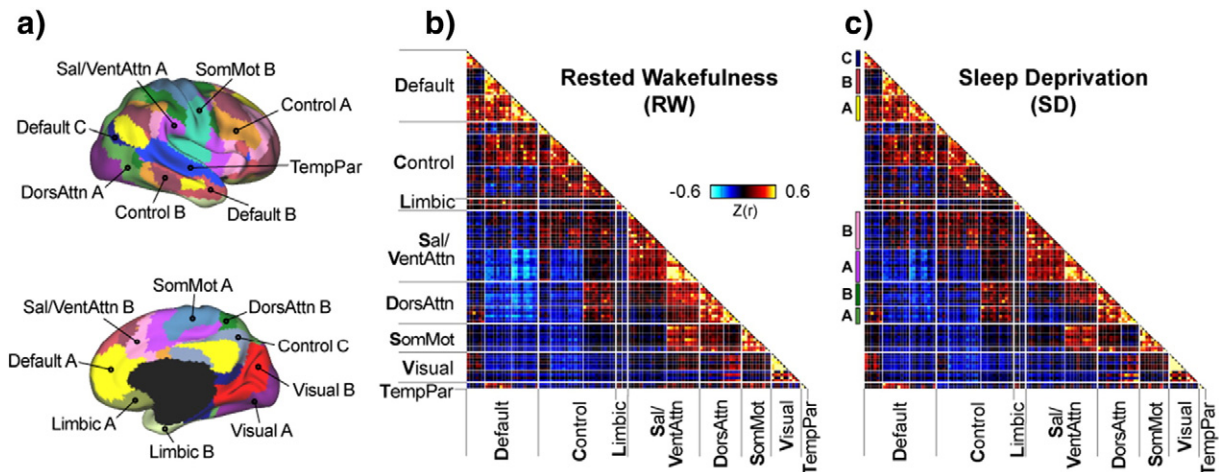 a)
Sal/VentAttn A
SomMot B
Control A
Default C
TempPar
DorsAttn A
Control B
Default B
SomMot A
Sal/VentAttn B
DorsAttn B
Control C
Default A
Visual B
Limbic A
Visual A
Limbic B
b)
Rested Wakefulness
(RW)
Default
Control
Limbic
Sal/
VentAttn
DorsAttn
SomMot
Visual
TempPar
-0.6
0.6
Z(r)
Default
Control
Limbic
Sal/
VentAttn
DorsAttn
SomMot
Visual
TempPar
c)
Sleep Deprivation
(SD)
C
B
A
B
A
B
A
Default
Control
Limbic
Sal/
VentAttn
DorsAttn
SomMot
Visual
TempPar